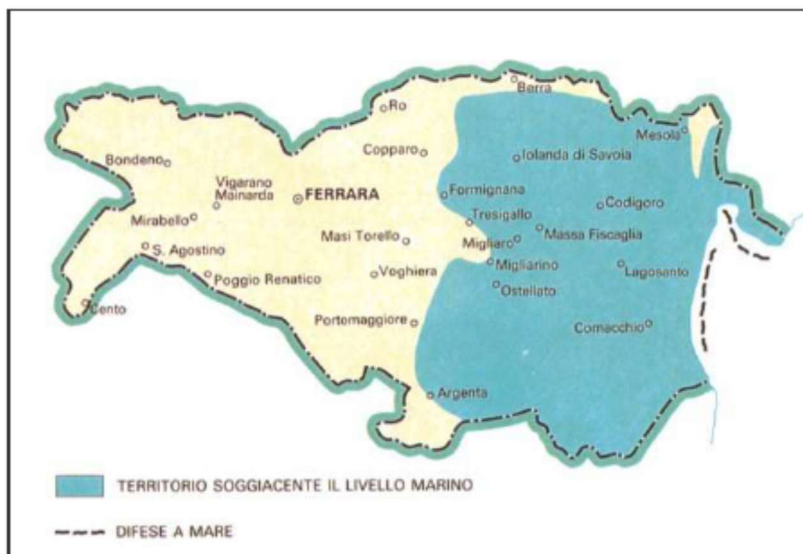 Berra
Ro
Mesola
Copparo
Iolanda di Savoia
Bondeno
Vigarano
Mainarda
FERRARA
Formignana
Codigoro
Mirabello
Tresigallo
Massa Fiscaglia
Masi Torello
Migliaro
S. Agostino
Migliarino
Lagosanto
Poggio Renatico
Voghiera
Ostellato
Cento
Portomaggiore
Comacchio
Argenta
TERRITORIO SOGGIACENTE IL LIVELLO MARINO
DIFESE A MARE